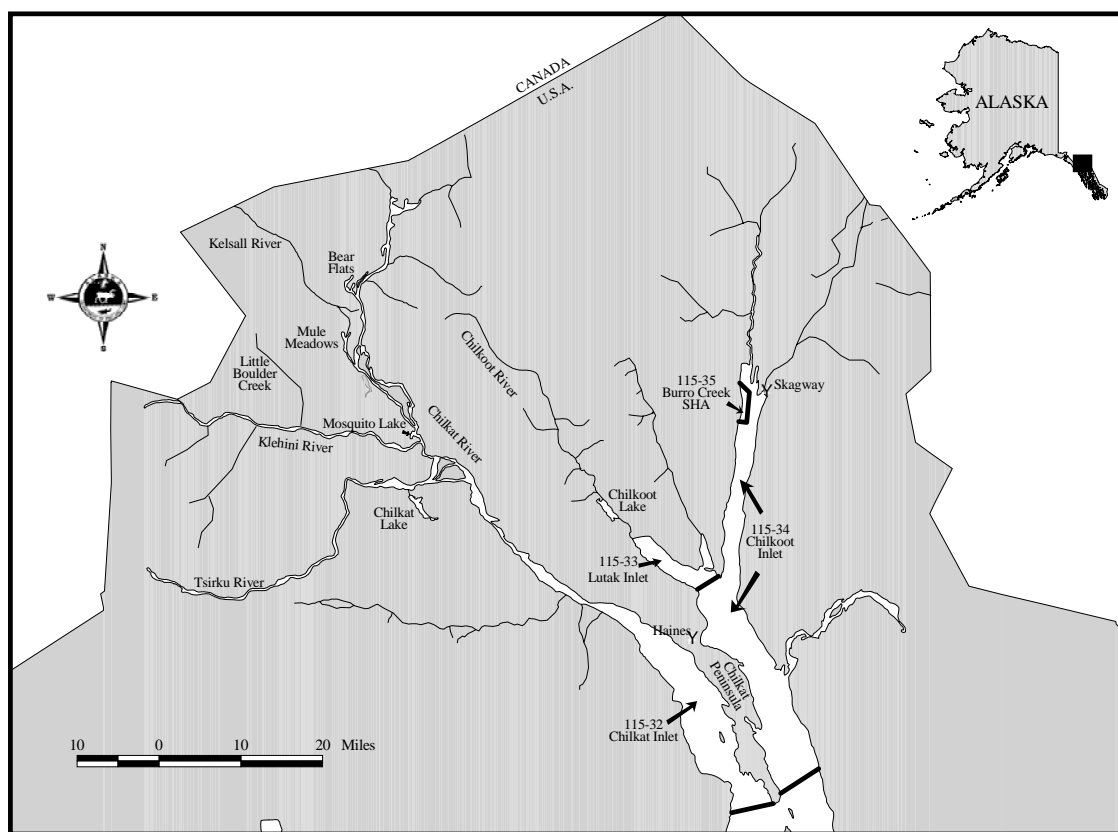 CANADA
U.S.A.
ALASKA
Kelsall River
Bear
Flats
N
W
E
S
Mule
Meadows
Little
Boulder
Creek
Chilkoot River
115-35
Burro Creek
SHA
Skagway
Mosquito Lake
Chilkat River
Klehini River
Chilkoot
Lake
Chilkat
Lake
115-34
Chilkoot
Inlet
115-33
Lutak Inlet
Tsirku River
Haines
Chilkat
Peninsula
115-32
Chilkat Inlet
10 0 10 20 Miles